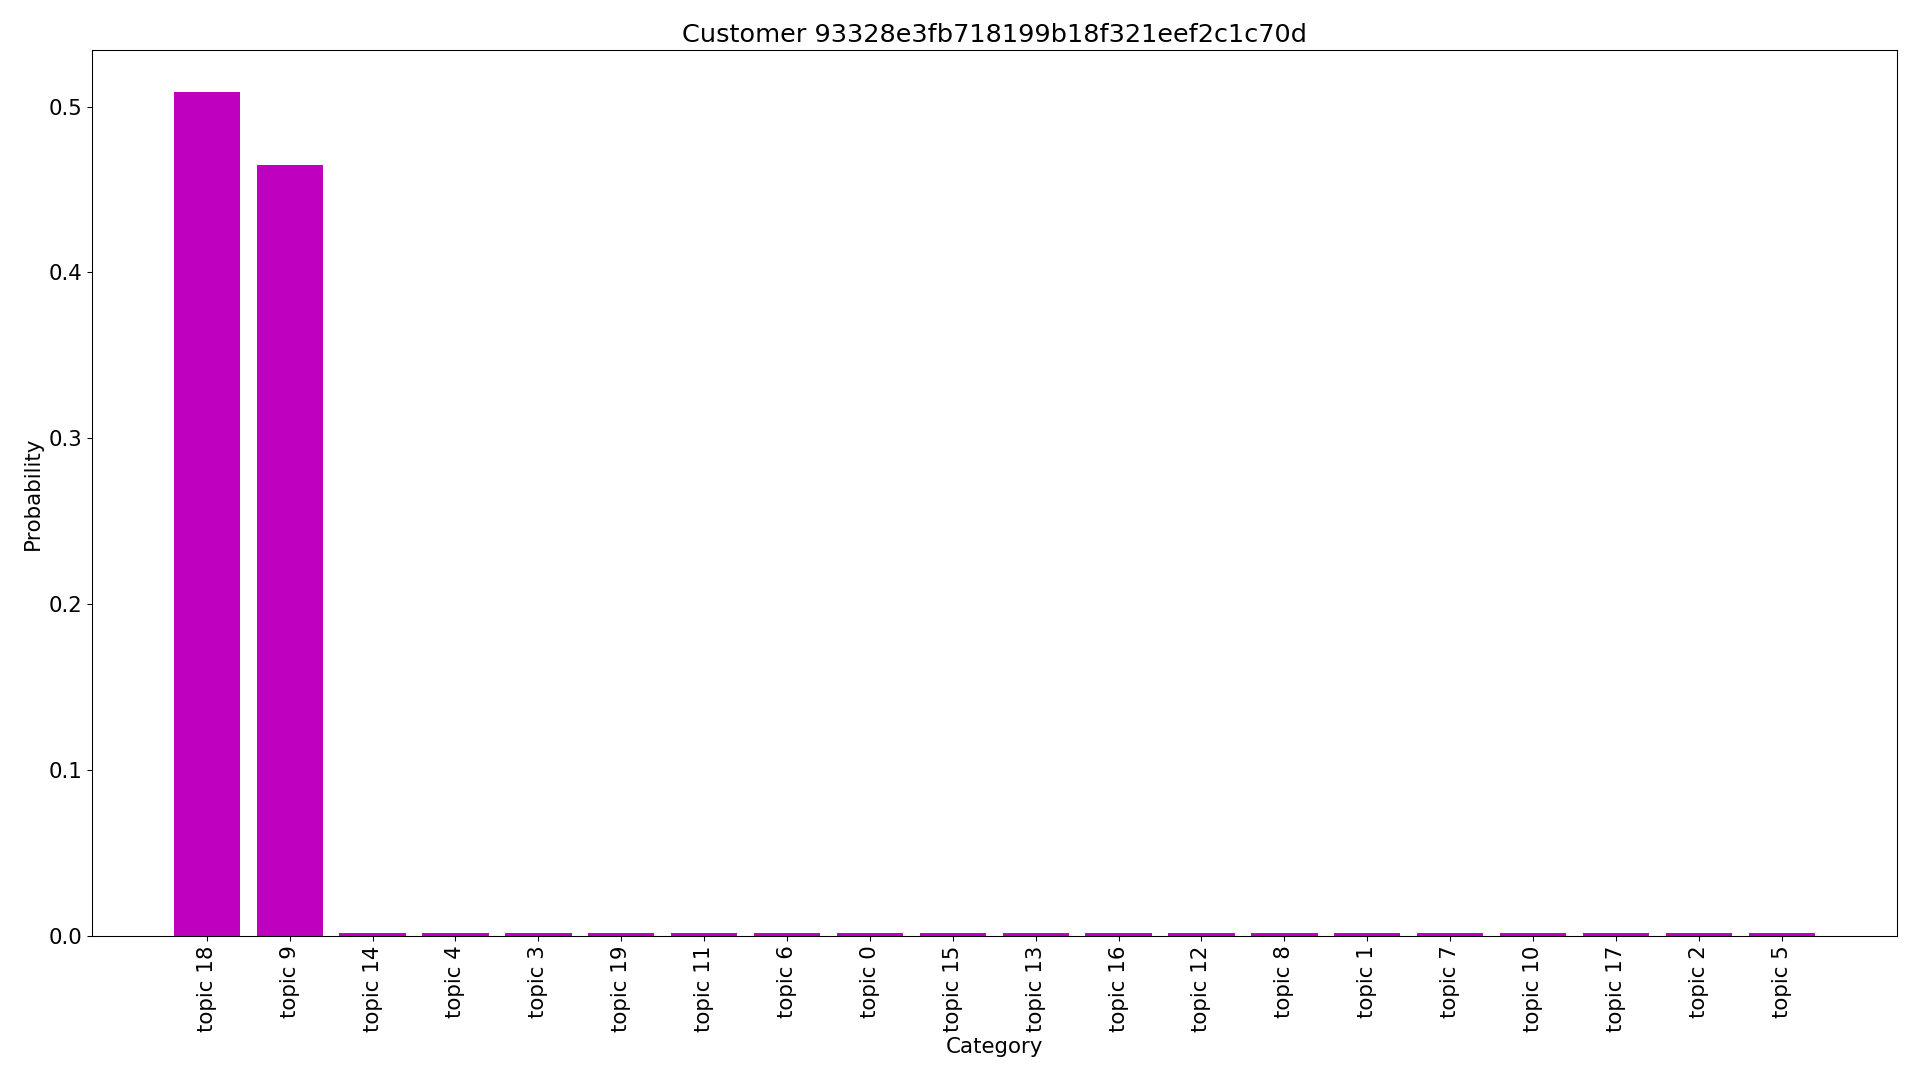 Customer 93328e3fb718199b18f321eef2c1c70d
Probability
0.5
0.4
0.3
0.2
0.1
0.0
topic 18
topic 9
topic 14
topic 4
topic 3
topic 19
topic 11
topic 6
topic 0
topic 15
topic 13
topic 16
topic 12
topic 8
topic 1
topic 7
topic 10
topic 17
topic 2
topic 5
Category